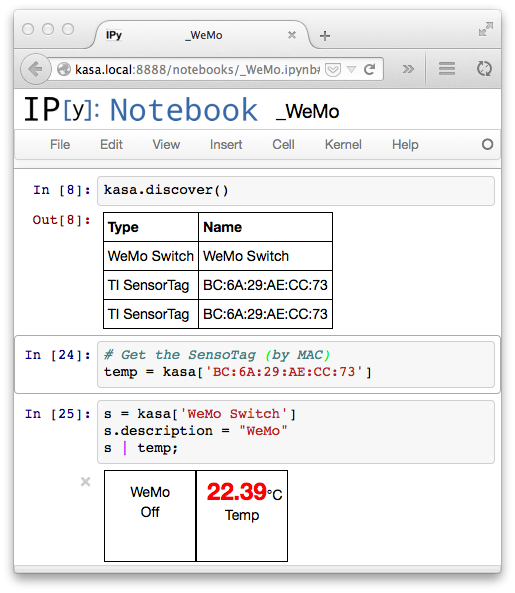 IPy _WeMo
kasa.local:8888/notebooks/_WeMo.ipynb#
IP[y]: Notebook _WeMo
File Edit View Insert Cell Kernel Help
In [8]: kasa.discover()
Out[8]:
Type Name
WeMo Switch WeMo Switch
TI SensorTag BC:6A:29:AE:CC:73
TI SensorTag BC:6A:29:AE:CC:73
In [24]: # Get the SensoTag (by MAC)
temp = kasa['BC:6A:29:AE:CC:73']
In [25]: s = kasa['WeMo Switch']
s.description = "WeMo"
s | temp;
WeMo 22.39°C
Off Temp